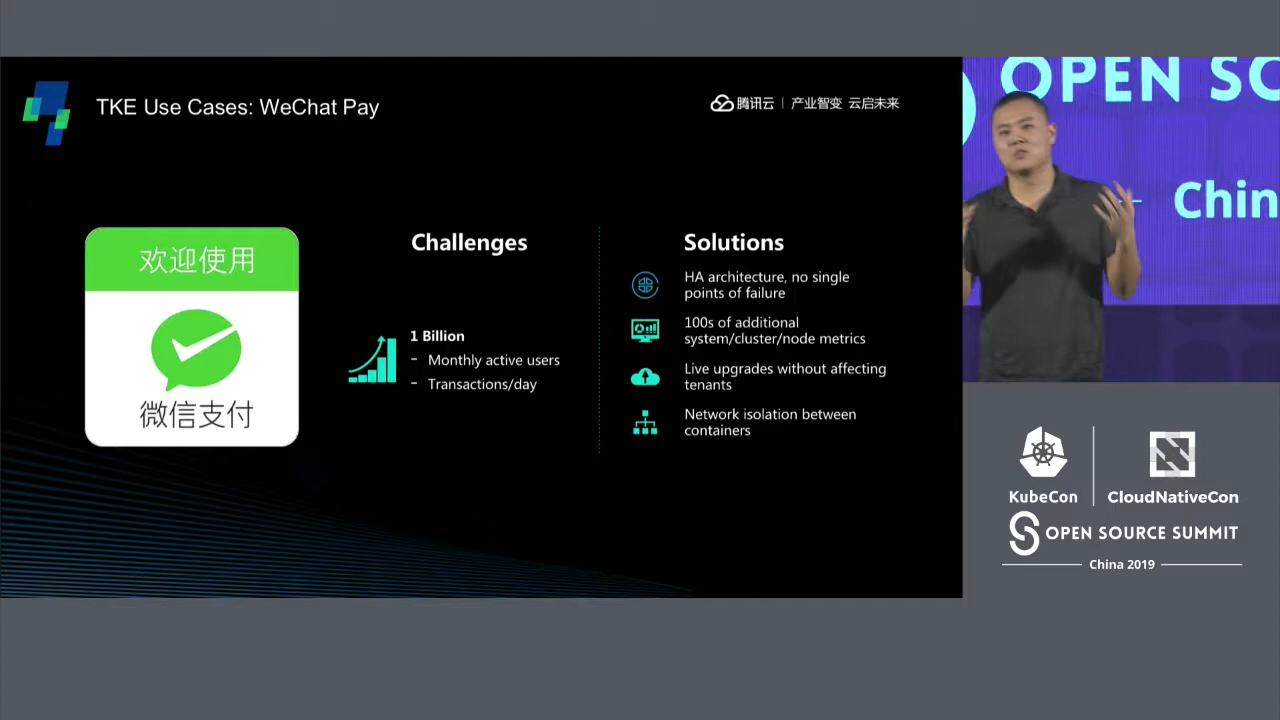 TKE Use Cases: WeChat Pay
腾讯云 | 产业智变 云启未来
欢迎使用
微信支付
Challenges
1 Billion
- Monthly active users
- Transactions/day
Solutions
HA architecture, no single
points of failure
100s of additional
system/cluster/node metrics
Live upgrades without affecting
tenants
Network isolation between
containers
OPEN SO
Chin
KubeCon
CloudNativeCon
OPEN SOURCE SUMMIT
China 2019